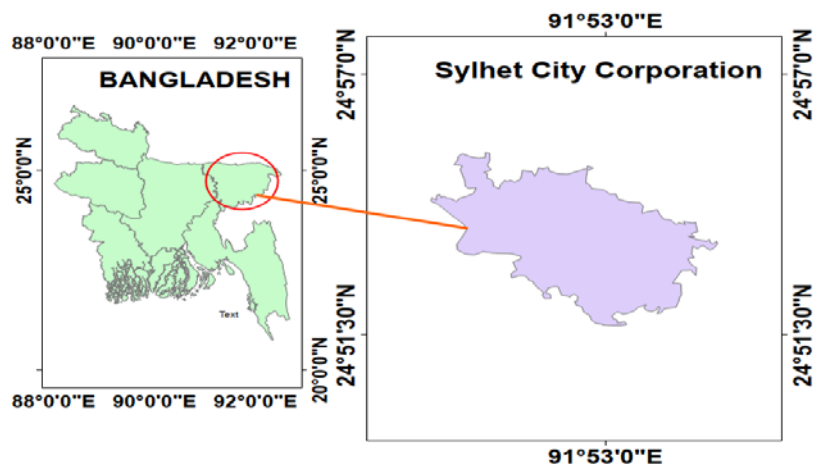 91°53'0"E
88°0'0"E 90°0'0"E 92°0'0"E
BANGLADESH
Sylhet City Corporation
24°57'0"N
24°57'0"N
25°0'0"N
25°0'0"N
Text
24°51'30"N
24°51'30"N
20°0'0"N
88°0'0"E 90°0'0"E 92°0'0"E
91°53'0"E